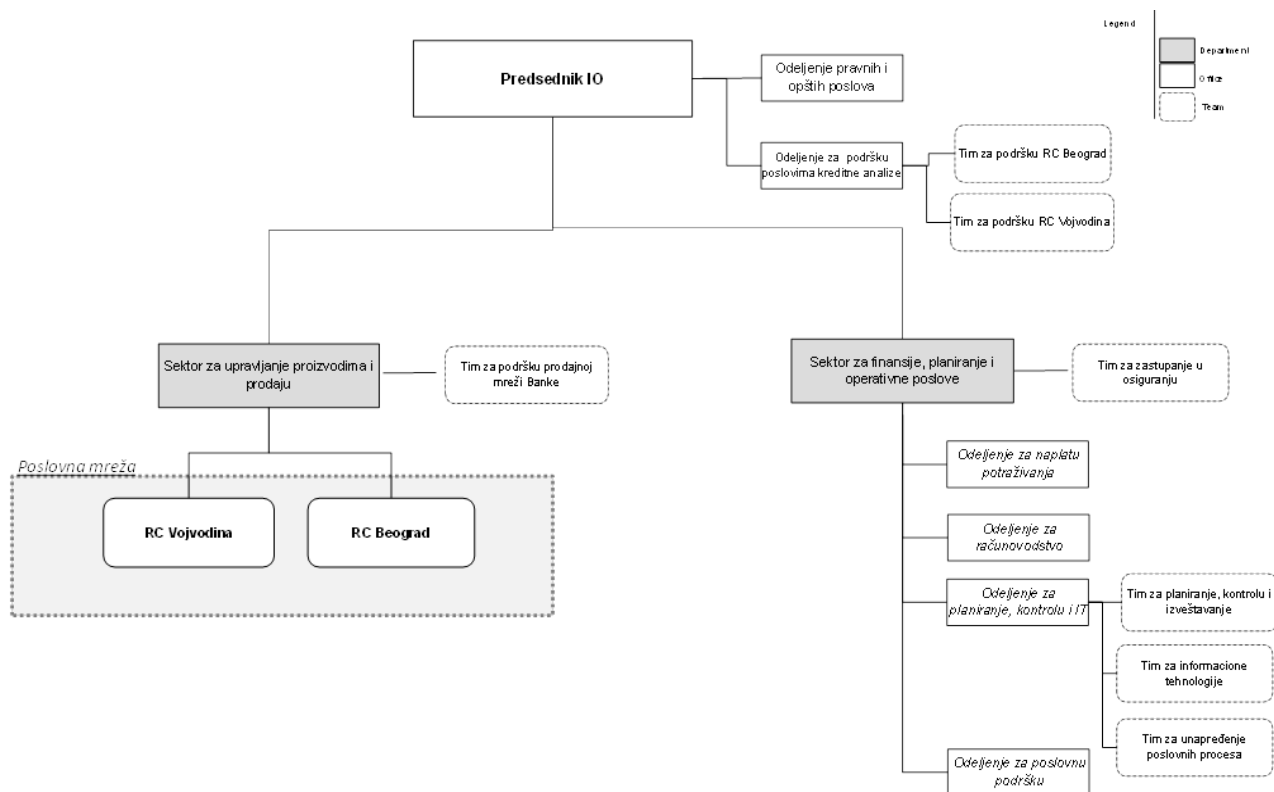 Legend
Department
Office
Team
Predsednik IO
Odeljenje pravnih i
opštih poslova
Odeljenje za podršku
poslovima kreditne analize
Tim za podršku RC Beograd
Tim za podršku RC Vojvodina
Sektor za upravljanje proizvodima i
prodaju
Tim za podršku prodajnoj
mreži Banke
Sektor za finansije, planiranje i
operativne poslove
Tim za zastupanje u
osiguranju
Poslovna mreža
RC Vojvodina
RC Beograd
Odeljenje za naplatu
potraživanja
Odeljenje za
računovodstvo
Odeljenje za
planiranje, kontrolu i IT
Tim za planiranje, kontrolu i
izveštavanje
Tim za informacione
tehnologije
Tim za unapređenje
poslovnih procesa
Odeljenje za poslovnu
podršku